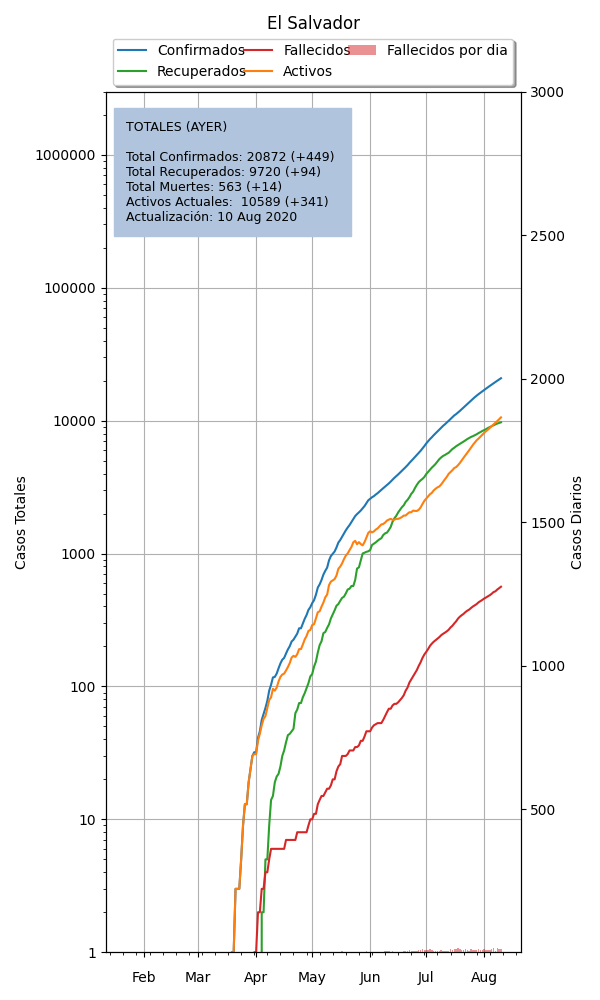 El Salvador
Confirmados Fallecidos Fallecidos por dia
Recuperados Activos
TOTALES (AYER)
Total Confirmados: 20872 (+449)
Total Recuperados: 9720 (+94)
Total Muertes: 563 (+14)
Activos Actuales:  10589 (+341)
Actualización: 10 Aug 2020
Casos Totales
1000000
100000
10000
1000
100
10
1
3000
2500
2000
1500
1000
500
Casos Diarios
Feb Mar Apr May Jun Jul Aug